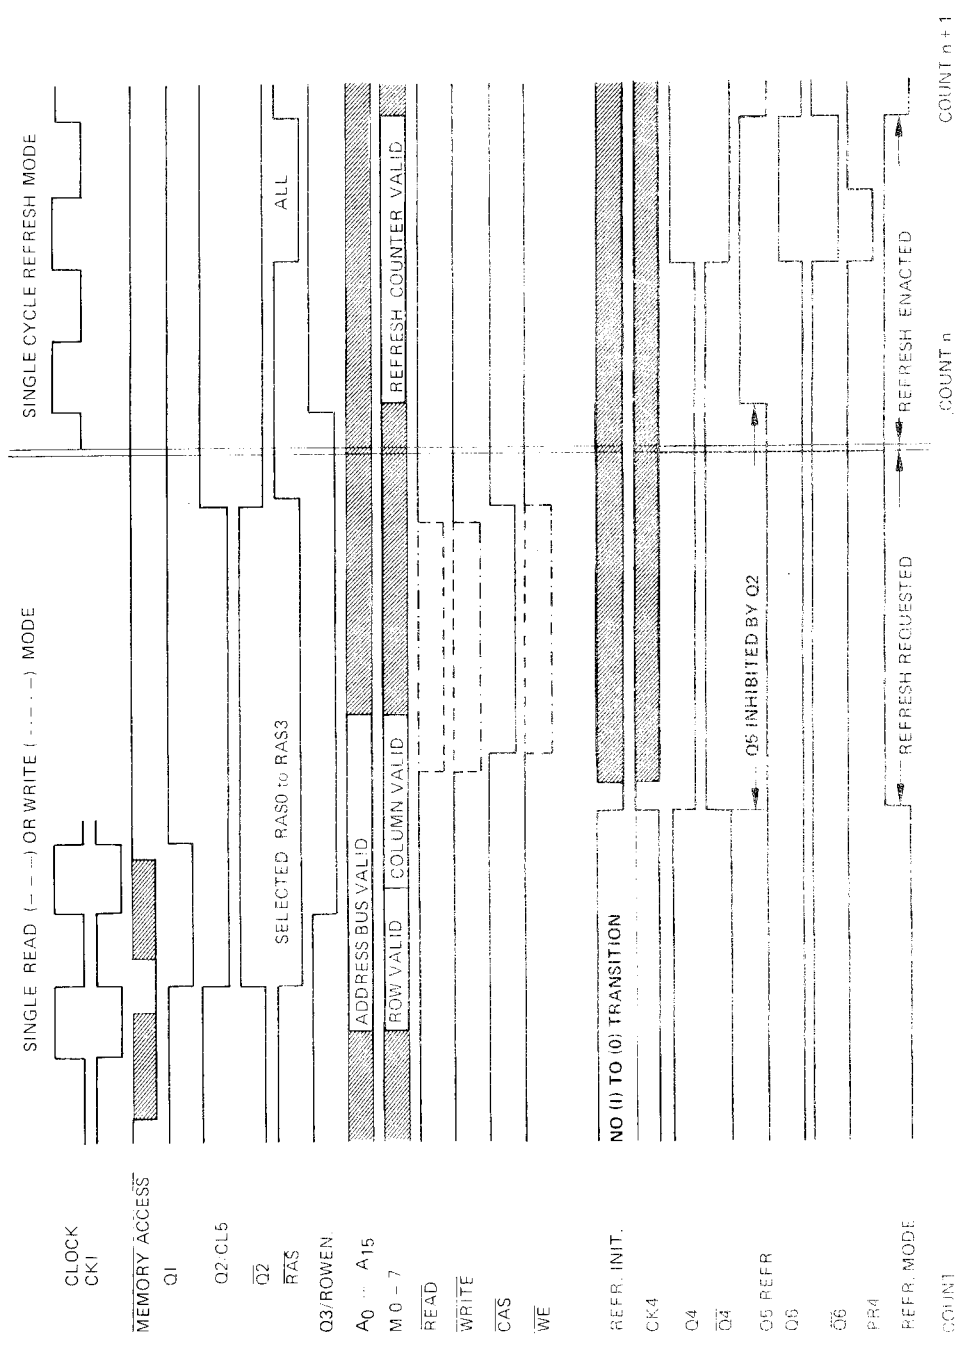 SINGLE READ (– – –) OR WRITE (– · – · –) MODE
SINGLE CYCLE REFRESH MODE
CLOCK
CK1
MEMORY ACCESS
Q1
Q2/CL5
Q2
RAS
SELECTED RAS0 to RAS3
ALL
Q3/ROWEN
A0 – A15
ADDRESS BUS VALID
M 0 – 7
ROW VALID
COLUMN VALID
REFRESH COUNTER VALID
READ
WRITE
CAS
WE
REFR. INIT.
NO (I) TO (0) TRANSITION
CK4
Q4
Q4
Q5 REFR
Q5 INHIBITED BY Q2
Q6
Q6
PR4
REFR. MODE
REFRESH REQUESTED
REFRESH ENACTED
COUNT
COUNT n
COUNT n + 1